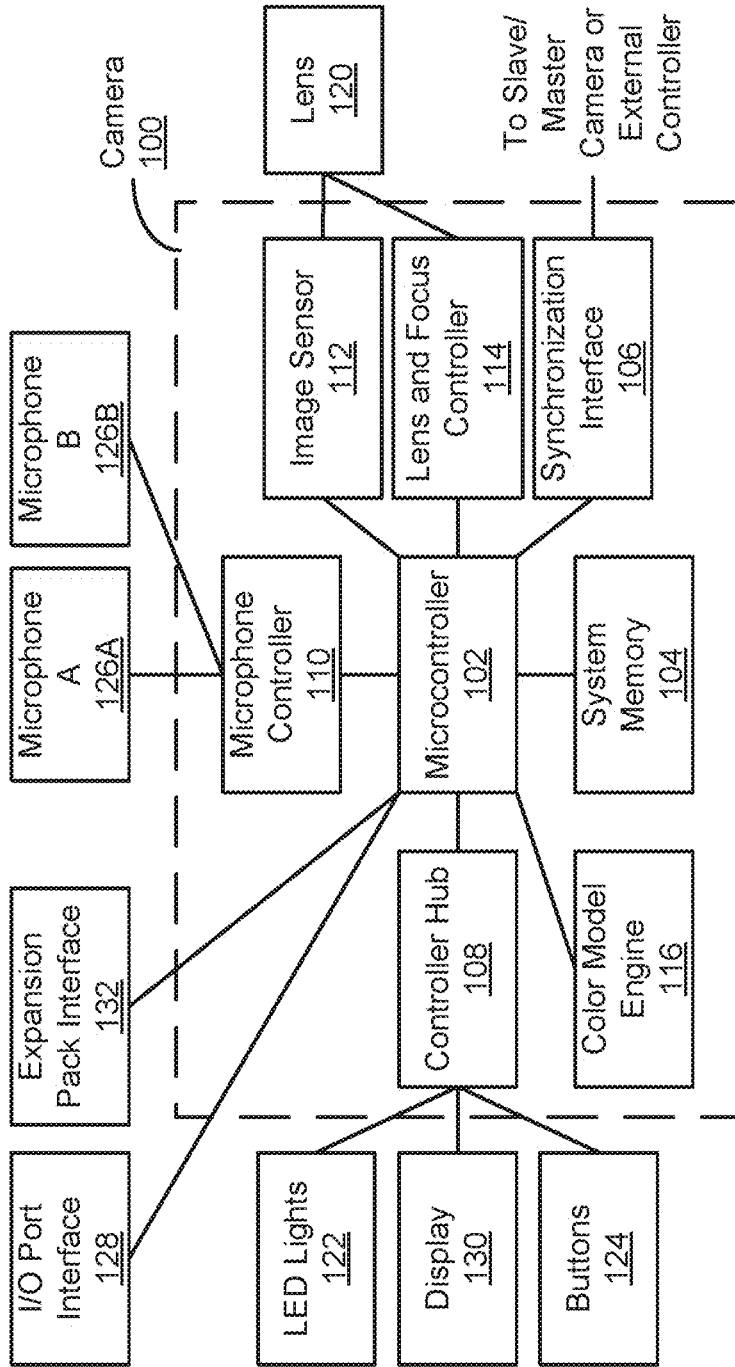 I/O Port
Interface
128
Expansion
Pack Interface
132
Microphone
A
126A
Microphone
B
126B
Camera
100
LED Lights
122
Display
130
Buttons
124
Controller Hub
108
Color Model
Engine
116
Microphone
Controller
110
Microcontroller
102
System
Memory
104
Image Sensor
112
Lens and Focus
Controller
114
Synchronization
Interface
106
Lens
120
To Slave/
Master
Camera or
External
Controller